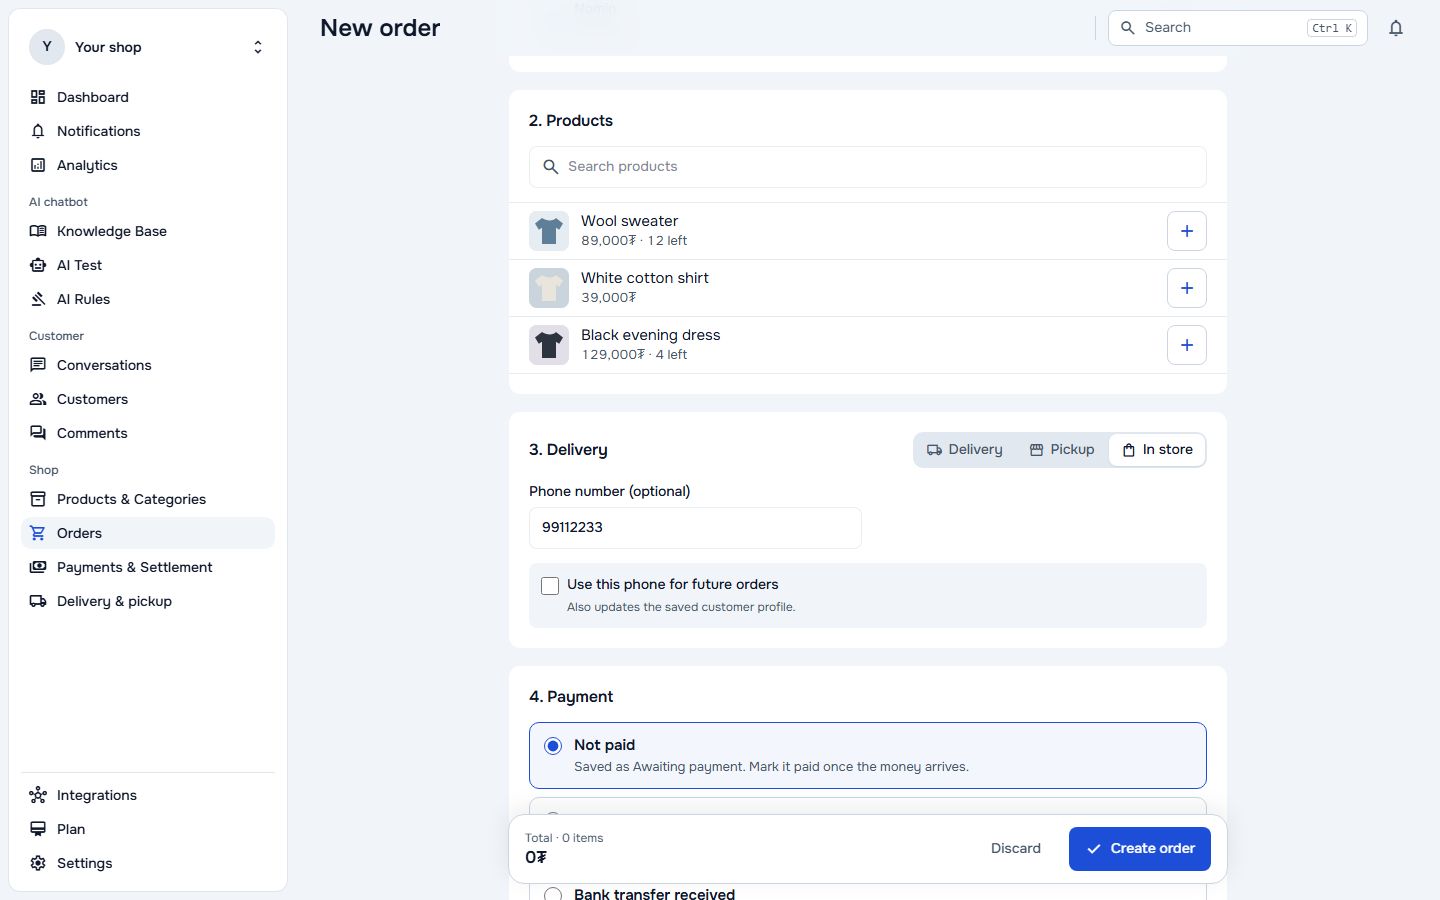 Y
Your shop
Dashboard
Notifications
Analytics
AI chatbot
Knowledge Base
AI Test
AI Rules
Customer
Conversations
Customers
Comments
Shop
Products & Categories
Orders
Payments & Settlement
Delivery & pickup
Integrations
Plan
Settings
New order
Search
Ctrl K
2. Products
Search products
Wool sweater
89,000₮ · 12 left
White cotton shirt
39,000₮
Black evening dress
129,000₮ · 4 left
3. Delivery
Delivery
Pickup
In store
Phone number (optional)
99112233
Use this phone for future orders
Also updates the saved customer profile.
4. Payment
Not paid
Saved as Awaiting payment. Mark it paid once the money arrives.
Total · 0 items
0₮
Discard
Create order
Bank transfer received